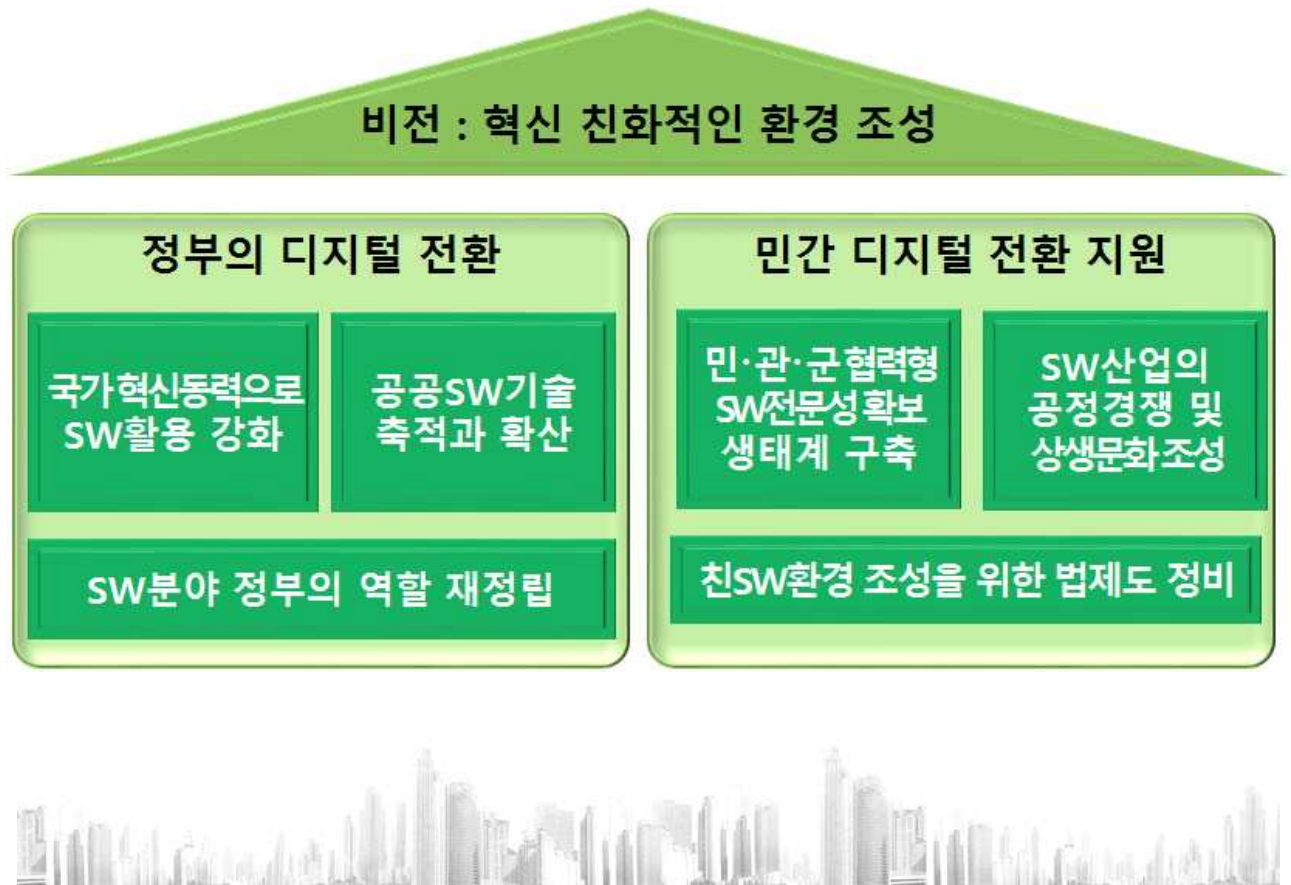 비전 : 혁신 친화적인 환경 조성
정부의 디지털 전환
국가 혁신동력으로
SW활용 강화
공공SW기술
축적과 확산
SW분야 정부의 역할 재정립
민간 디지털 전환 지원
민·관·군 협력형
SW전문성 확보
생태계 구축
SW산업의
공정경쟁 및
상생문화 조성
친SW환경 조성을 위한 법제도 정비